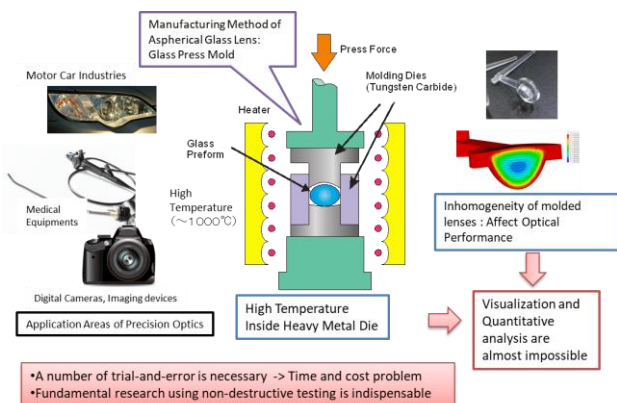 Manufacturing Method of
Aspherical Glass Lens:
Glass Press Mold
Press Force
Motor Car Industries
Molding Dies
(Tungsten Carbide)
Heater
Glass
Preform
High
Temperature
(～1000℃)
Medical
Equipments
Inhomogeneity of molded
lenses : Affect Optical
Performance
Digital Cameras, Imaging devices
Application Areas of Precision Optics
High Temperature
Inside Heavy Metal Die
Visualization and
Quantitative
analysis are
almost impossible
•A number of trial-and-error is necessary -> Time and cost problem
•Fundamental research using non-destructive testing is indispensable